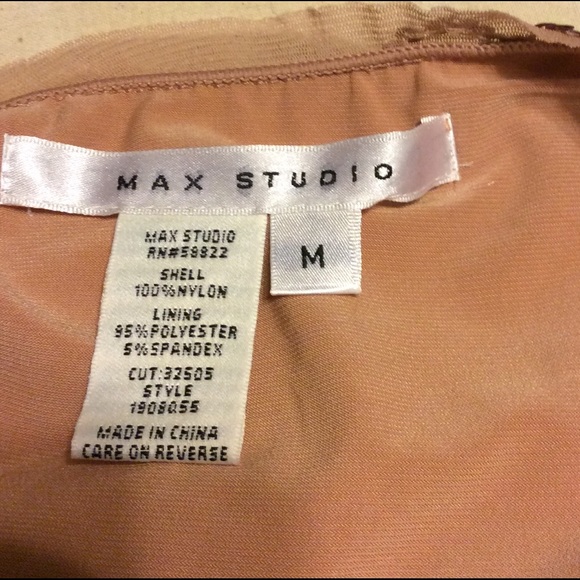 MAX STUDIO
M
MAX STUDIO
RN#58822
SHELL
100%NYLON
LINING
95%POLYESTER
5%SPANDEX
CUT:32505
STYLE
1908Q55
MADE IN CHINA
CARE ON REVERSE